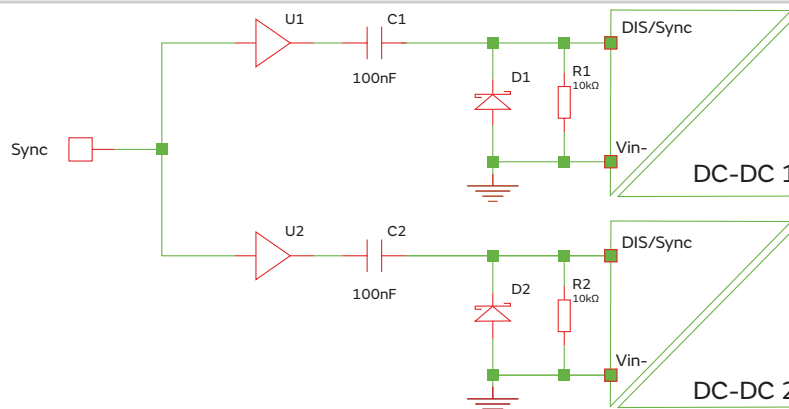 U1
C1
DIS/Sync
100nF
D1
R1
10kΩ
Sync
Vin-
DC-DC 1
U2
C2
DIS/Sync
100nF
D2
R2
10kΩ
Vin-
DC-DC 2